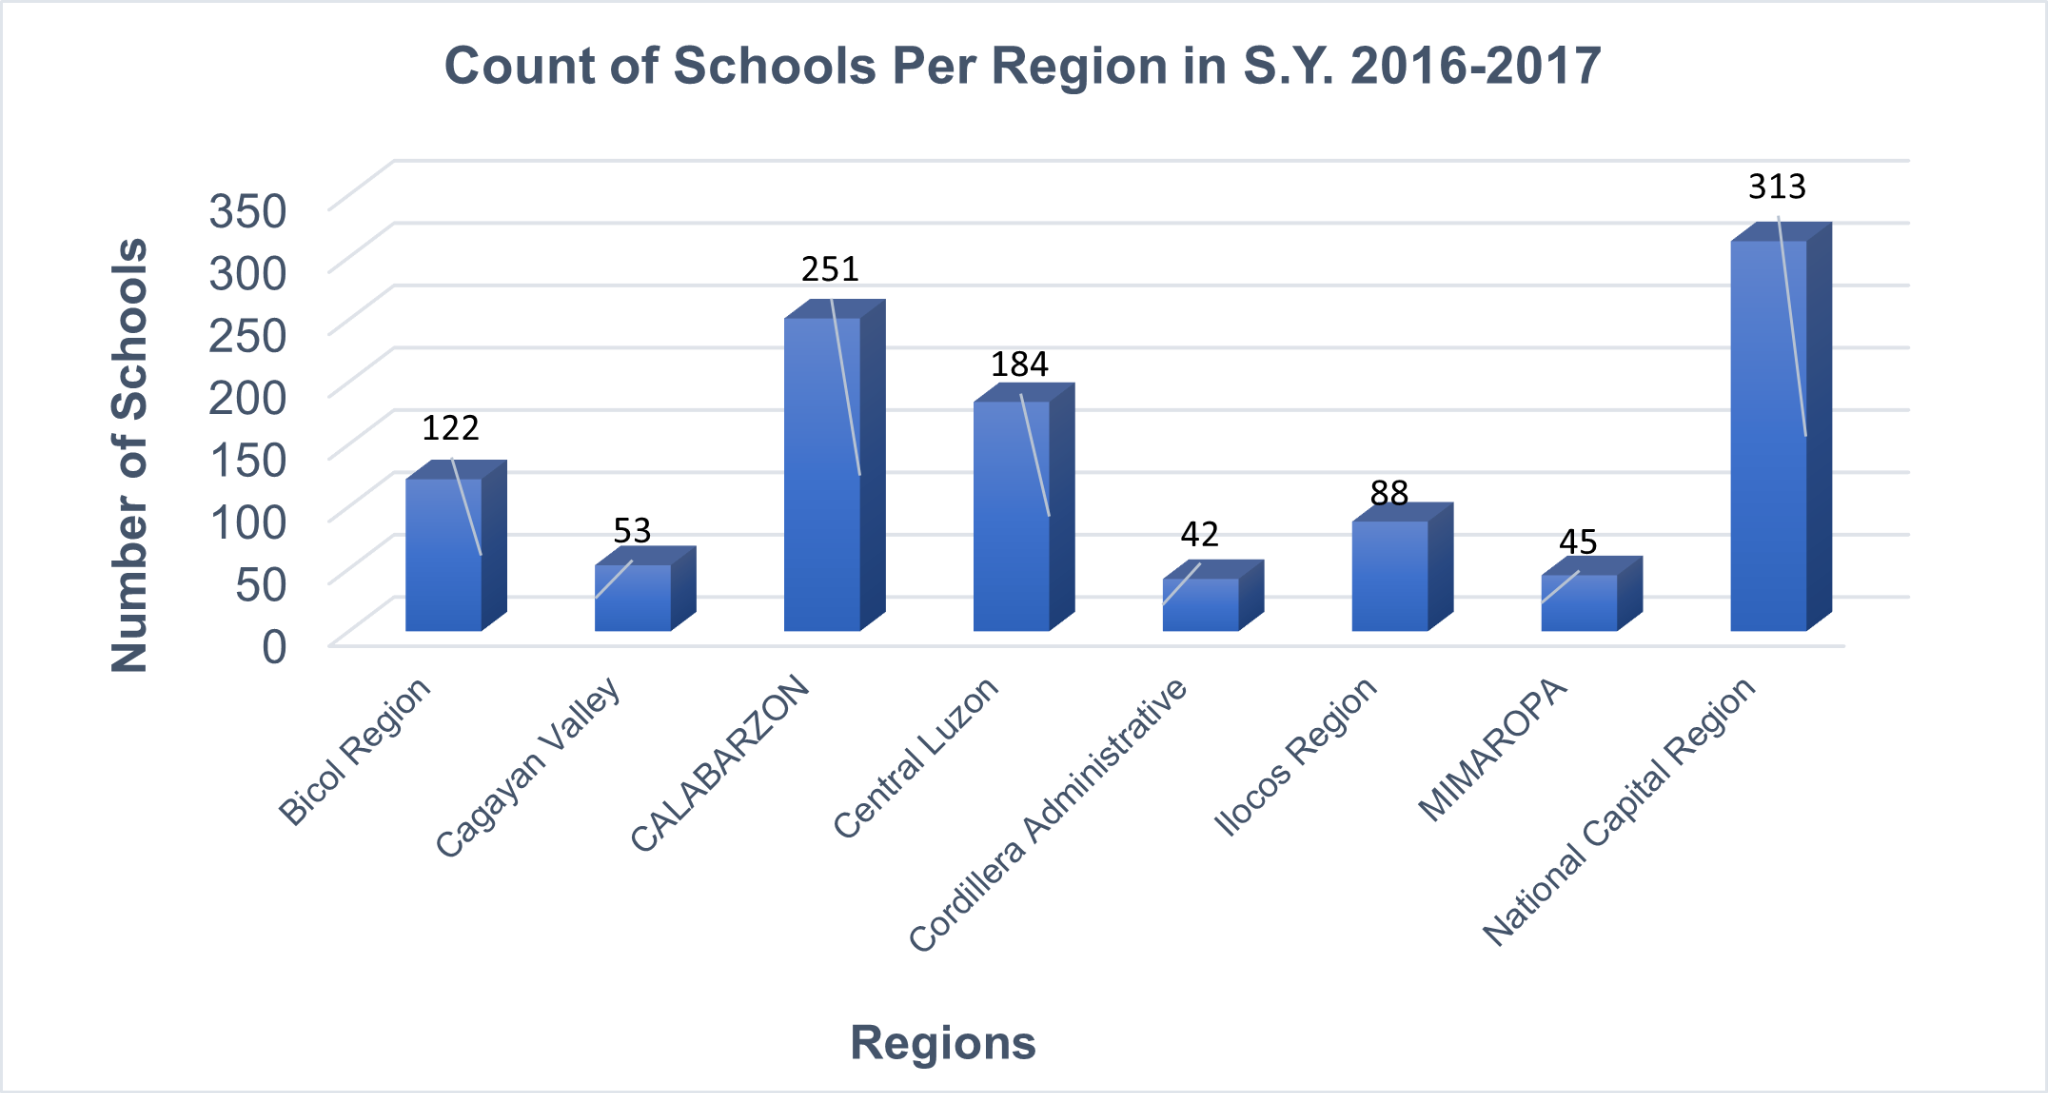 Count of Schools Per Region in S.Y. 2016-2017
Number of Schools
350
300
250
200
150
100
50
0
122
53
251
184
42
88
45
313
Bicol Region
Cagayan Valley
CALABARZON
Central Luzon
Cordillera Administrative
Ilocos Region
MIMAROPA
National Capital Region
Regions